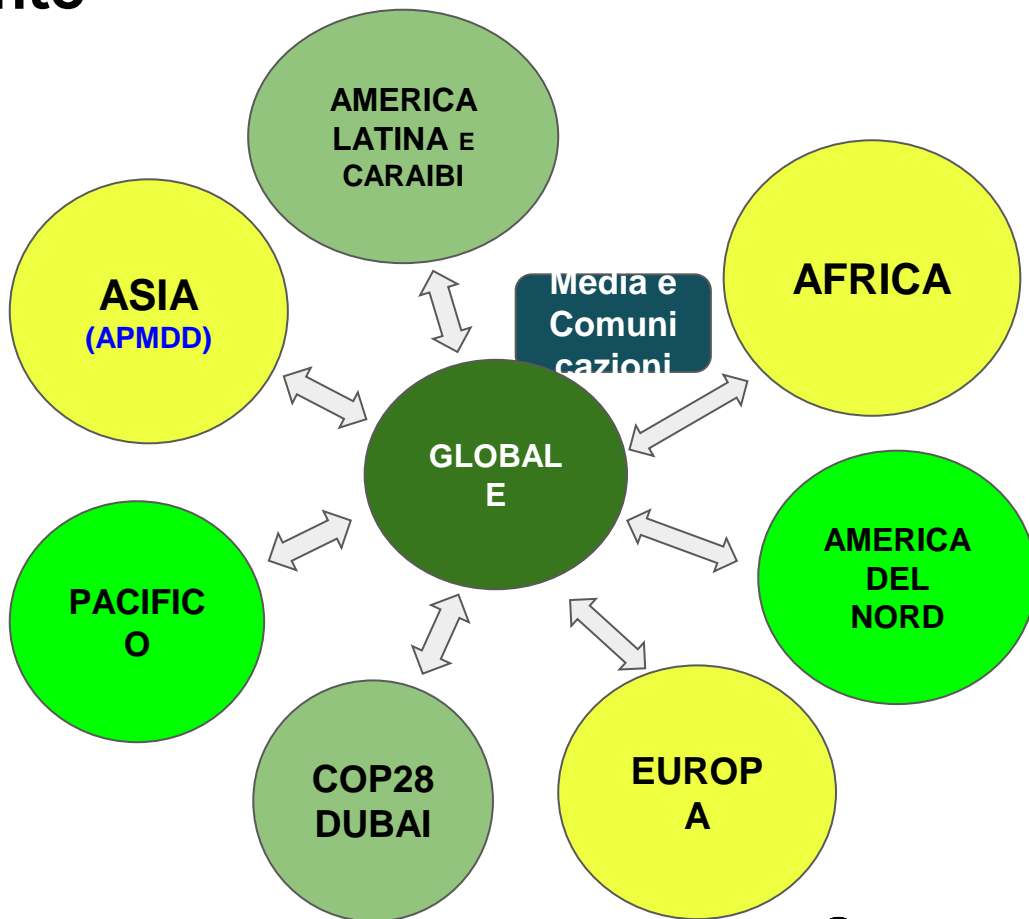 AMERICA
LATINA E
CARAIBI
ASIA
(APMDD)
AFRICA
Media e
Comuni
cazioni
GLOBAL
E
AMERICA
DEL
NORD
PACIFIC
O
COP28
DUBAI
EUROP
A